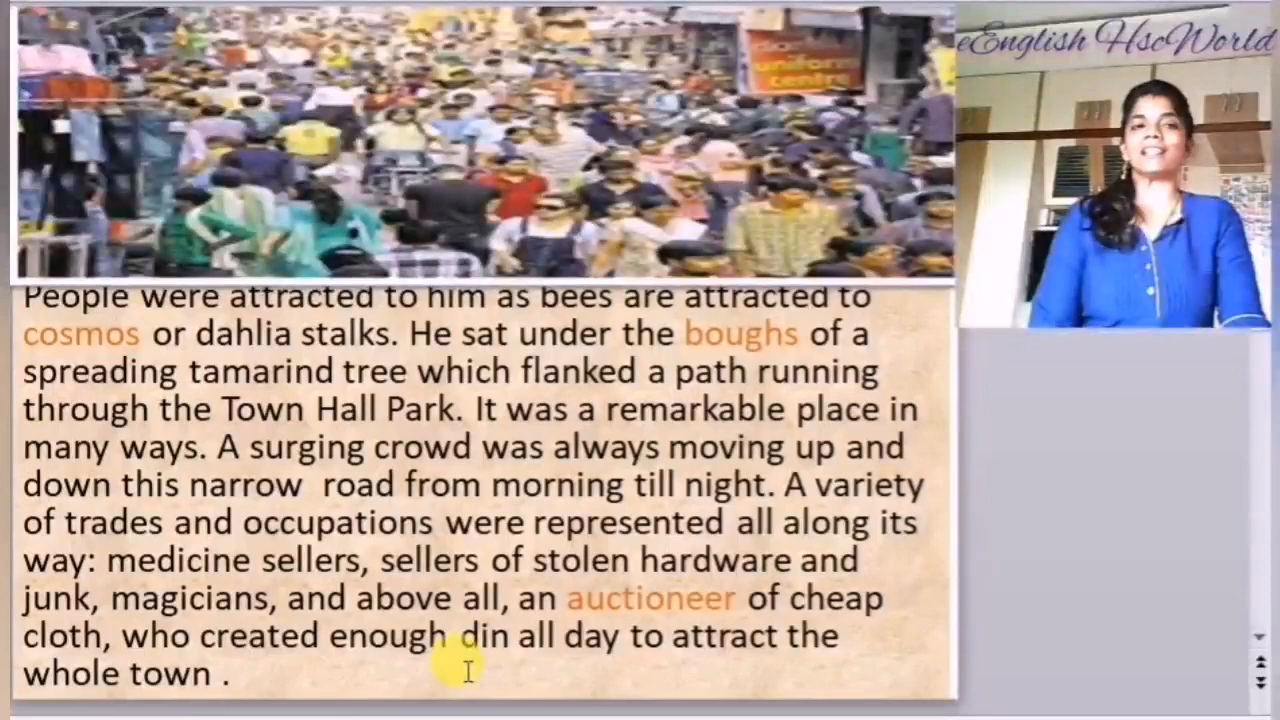 uniform
centre
eEnglish HscWorld
People were attracted to him as bees are attracted to
cosmos or dahlia stalks. He sat under the boughs of a
spreading tamarind tree which flanked a path running
through the Town Hall Park. It was a remarkable place in
many ways. A surging crowd was always moving up and
down this narrow road from morning till night. A variety
of trades and occupations were represented all along its
way: medicine sellers, sellers of stolen hardware and
junk, magicians, and above all, an auctioneer of cheap
cloth, who created enough din all day to attract the
whole town .